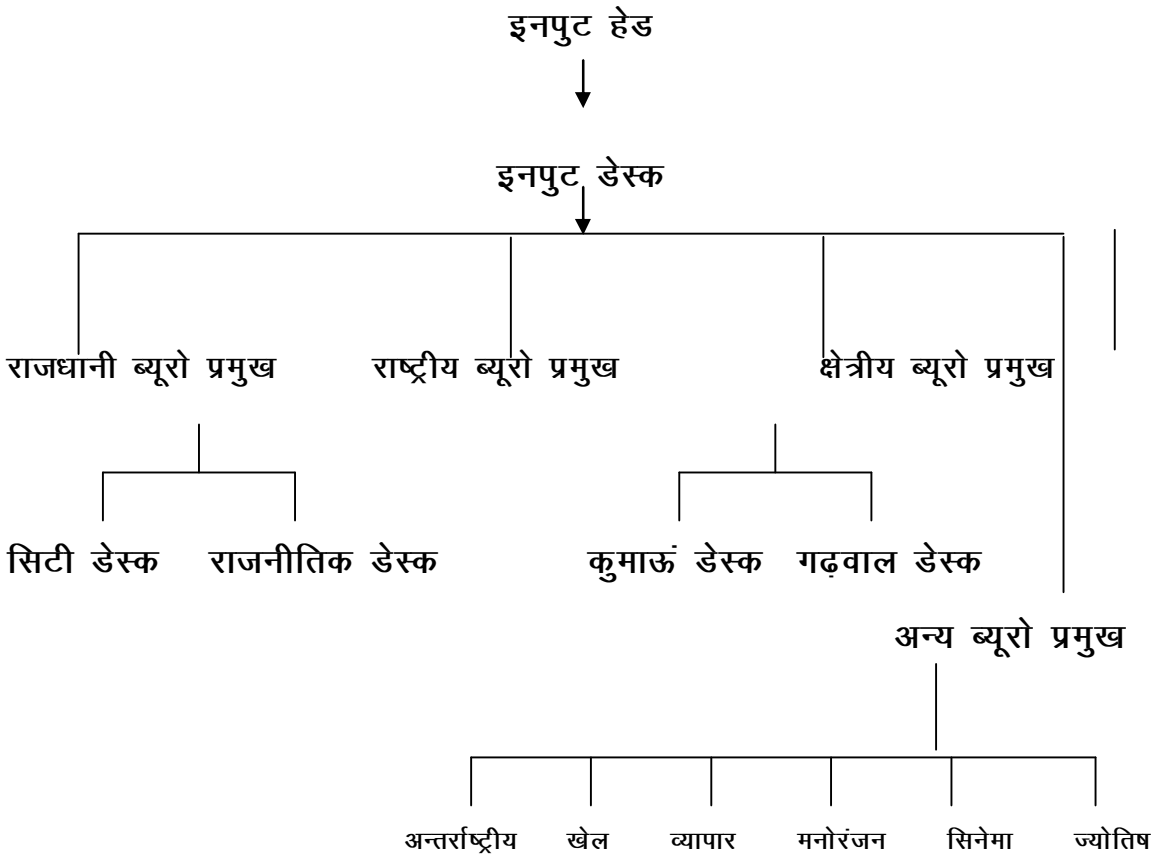 इनपुट हेड
इनपुट डेस्क
राजधानी ब्यूरो प्रमुख राष्ट्रीय ब्यूरो प्रमुख क्षेत्रीय ब्यूरो प्रमुख
सिटी डेस्क राजनीतिक डेस्क कुमाऊं डेस्क गढ़वाल डेस्क
अन्य ब्यूरो प्रमुख
अन्तर्राष्ट्रीय खेल व्यापार मनोरंजन सिनेमा ज्योतिष